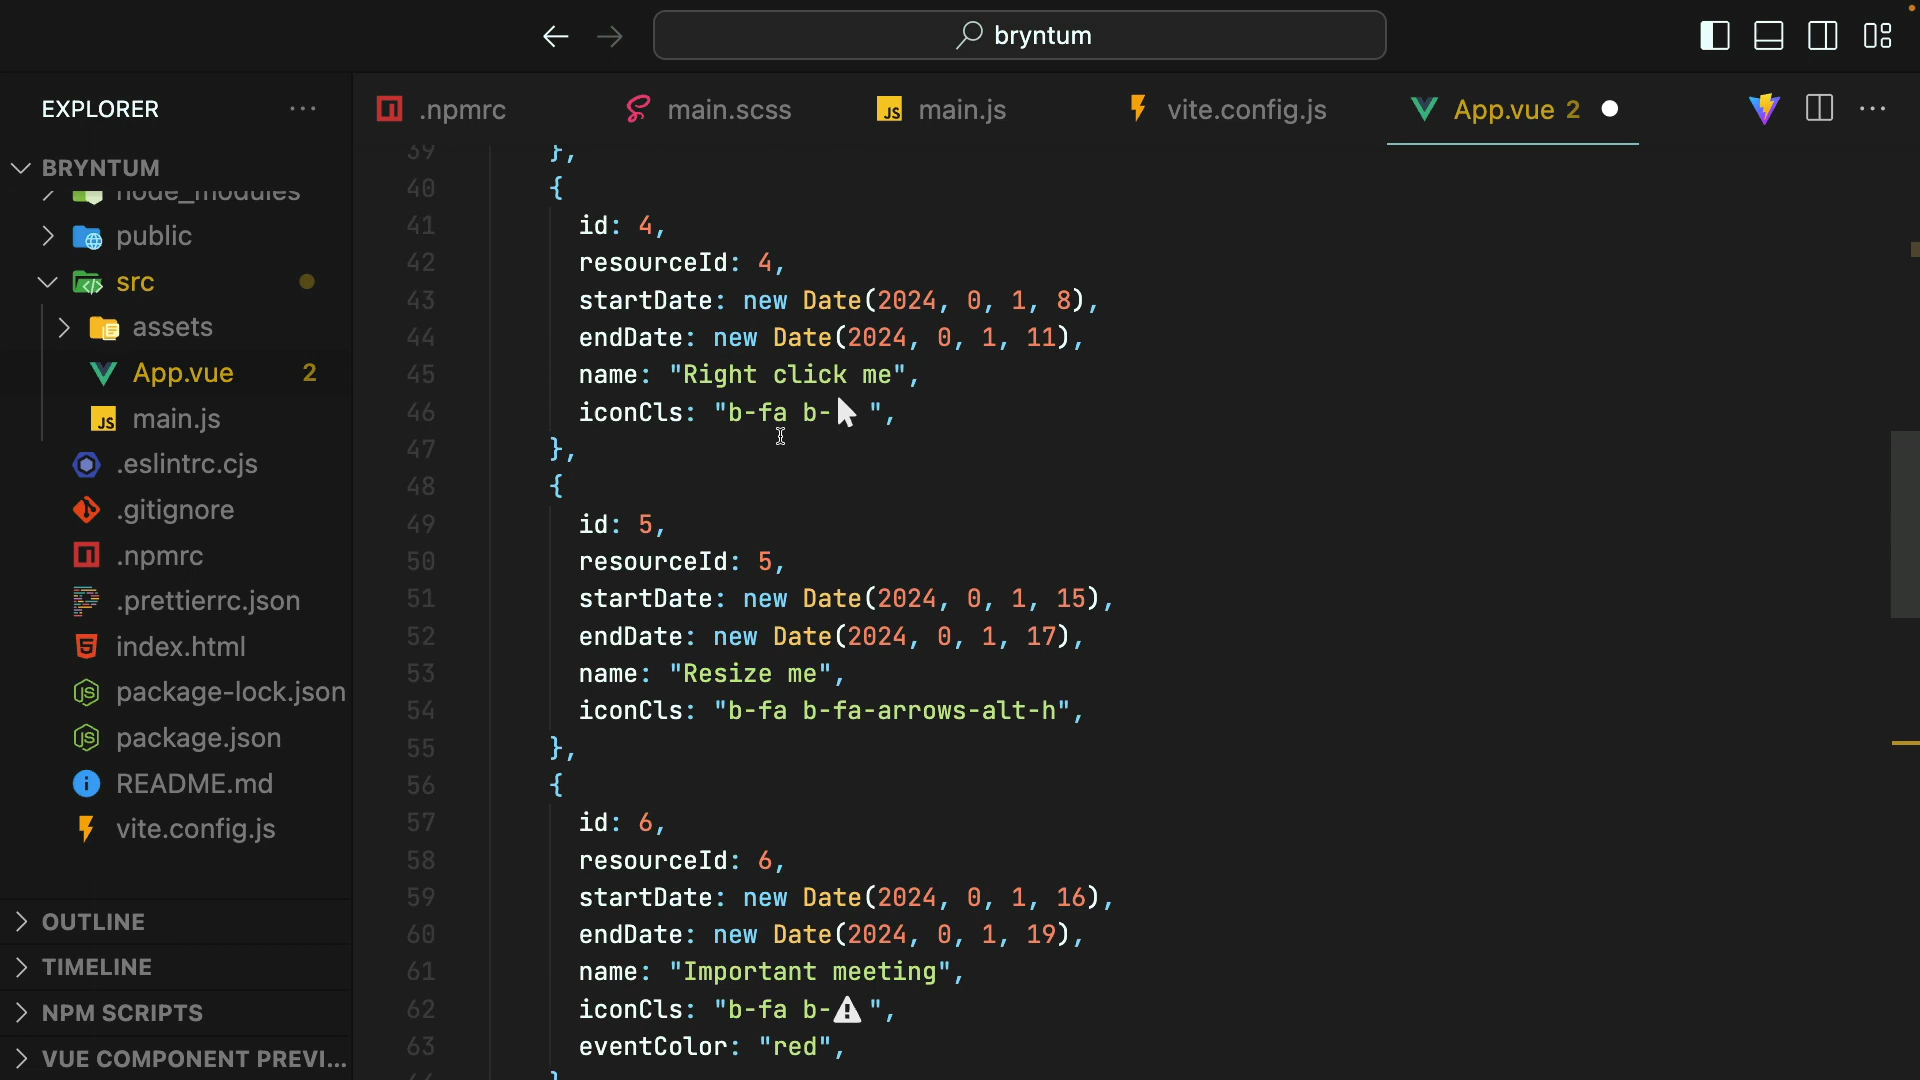 bryntum
EXPLORER
.npmrc
main.scss
JS main.js
vite.config.js
App.vue 2
BRYNTUM
node_modules
public
src
assets
App.vue 2
JS main.js
.eslintrc.cjs
.gitignore
.npmrc
.prettierrc.json
index.html
package-lock.json
package.json
README.md
vite.config.js
OUTLINE
TIMELINE
NPM SCRIPTS
VUE COMPONENT PREVI...
39 },
40 {
41 id: 4,
42 resourceId: 4,
43 startDate: new Date(2024, 0, 1, 8),
44 endDate: new Date(2024, 0, 1, 11),
45 name: "Right click me",
46 iconCls: "b-fa b- ",
47 },
48 {
49 id: 5,
50 resourceId: 5,
51 startDate: new Date(2024, 0, 1, 15),
52 endDate: new Date(2024, 0, 1, 17),
53 name: "Resize me",
54 iconCls: "b-fa b-fa-arrows-alt-h",
55 },
56 {
57 id: 6,
58 resourceId: 6,
59 startDate: new Date(2024, 0, 1, 16),
60 endDate: new Date(2024, 0, 1, 19),
61 name: "Important meeting",
62 iconCls: "b-fa b- ",
63 eventColor: "red",